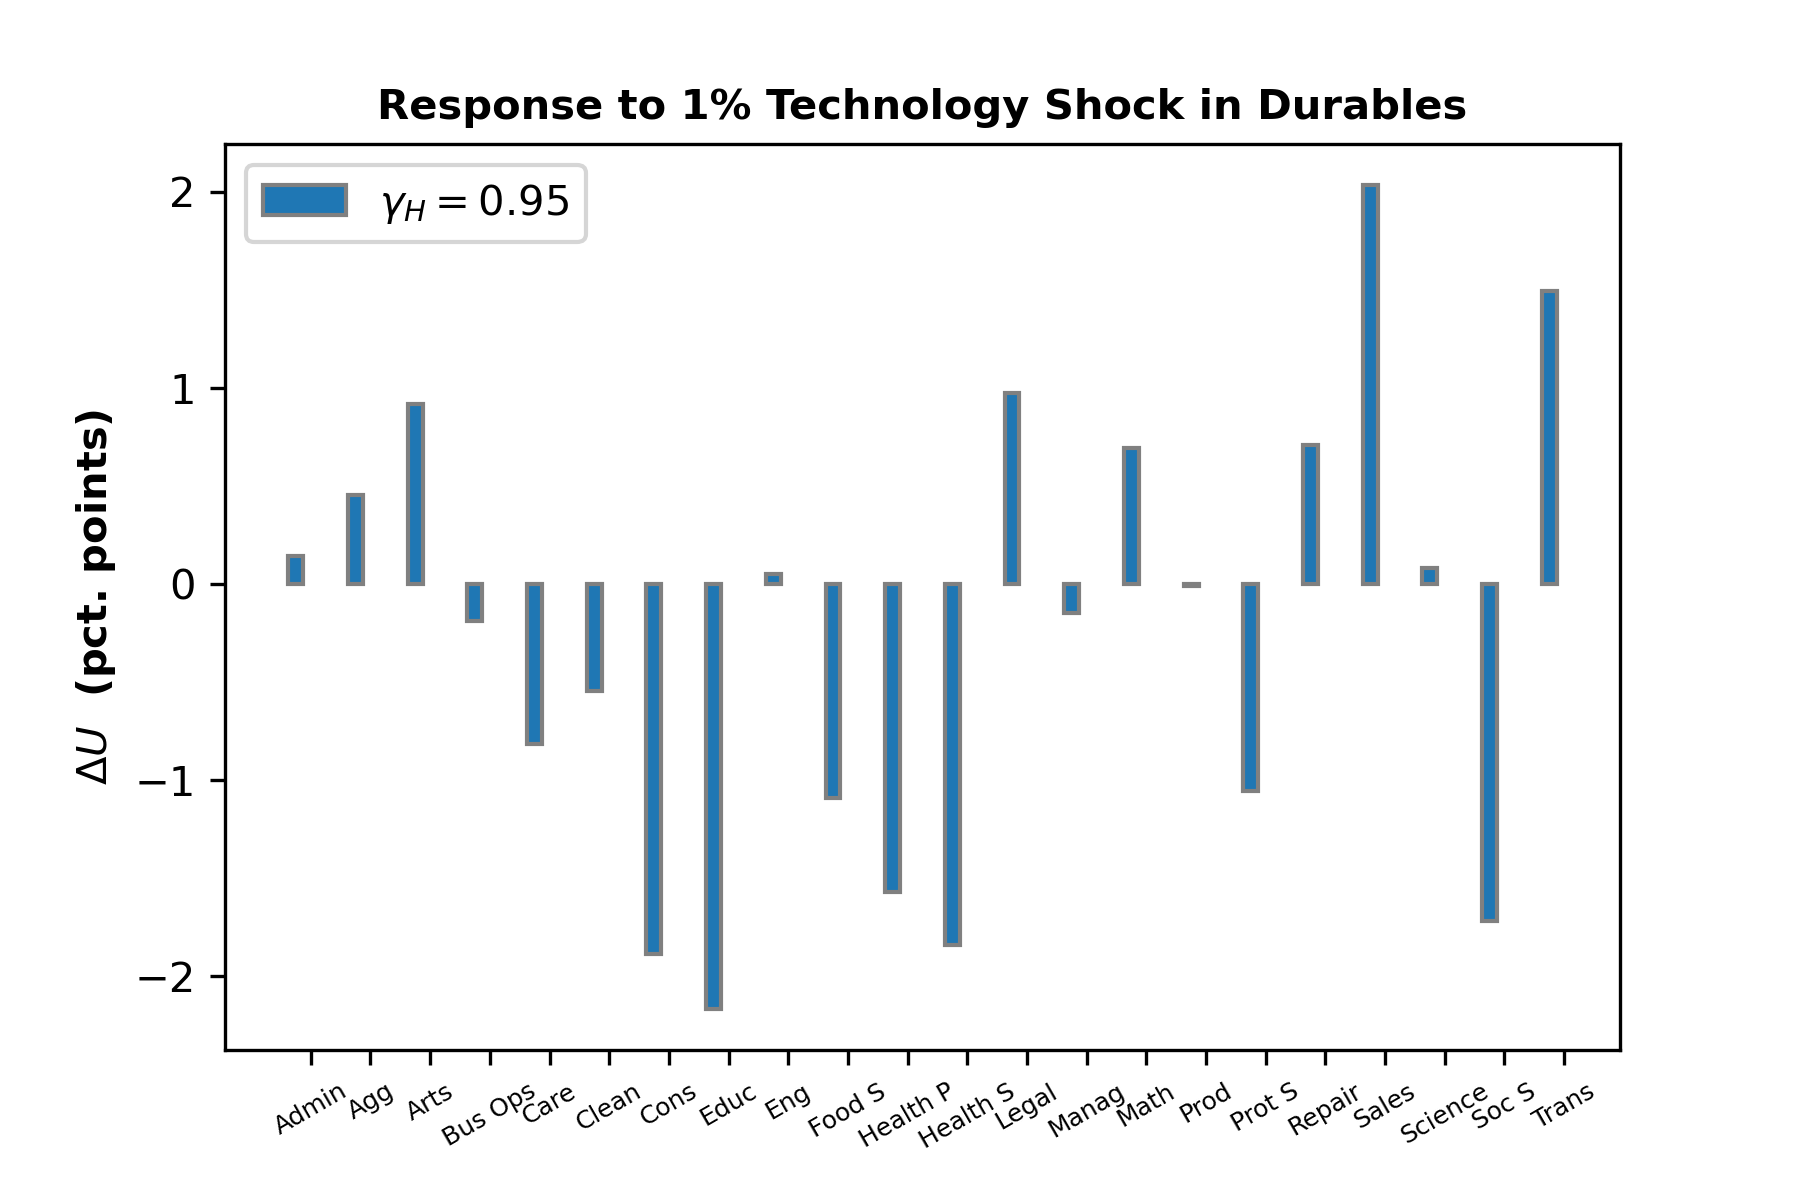 Response to 1% Technology Shock in Durables
γH = 0.95
ΔU (pct. points)
2
1
0
−1
−2
Admin
Agg
Arts
Bus Ops
Care
Clean
Cons
Educ
Eng
Food S
Health P
Health S
Legal
Manag
Math
Prod
Prot S
Repair
Sales
Science
Soc S
Trans